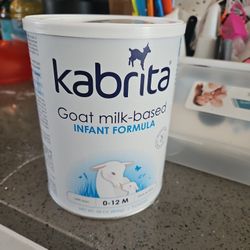 kabrita
Goat milk-based
INFANT FORMULA
0-12 M